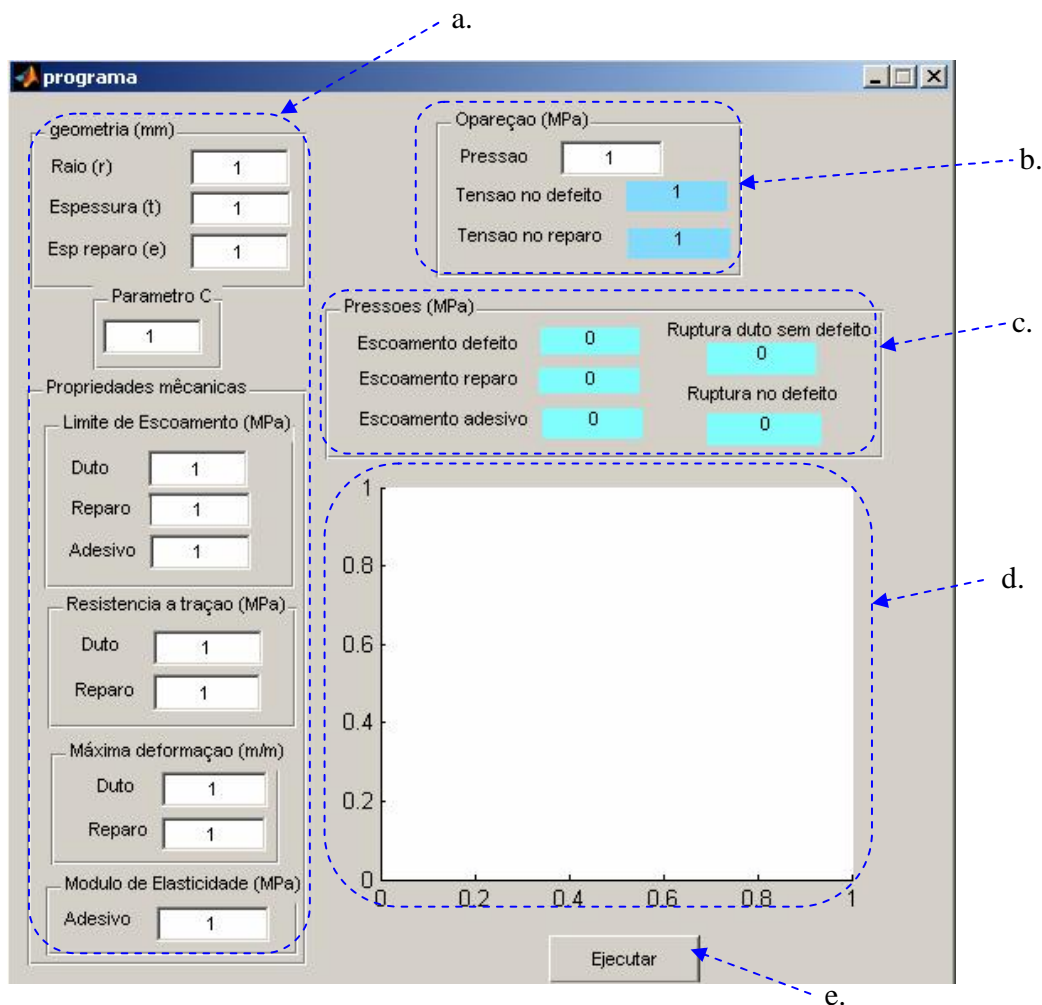 a.
programa
geometria (mm)
Raio (r) 1
Espessura (t) 1
Esp reparo (e) 1
Parametro C
1
Propriedades mêcanicas
Limite de Escoamento (MPa)
Duto 1
Reparo 1
Adesivo 1
Resistencia a traçao (MPa)
Duto 1
Reparo 1
Máxima deformaçao (m/m)
Duto 1
Reparo 1
Modulo de Elasticidade (MPa)
Adesivo 1
Opareçao (MPa)
Pressao 1
Tensao no defeito 1
Tensao no reparo 1
b.
Pressoes (MPa)
Escoamento defeito 0
Escoamento reparo 0
Escoamento adesivo 0
Ruptura duto sem defeito
0
Ruptura no defeito
0
c.
1
0.8
0.6
0.4
0.2
0
0 0.2 0.4 0.6 0.8 1
d.
Ejecutar
e.